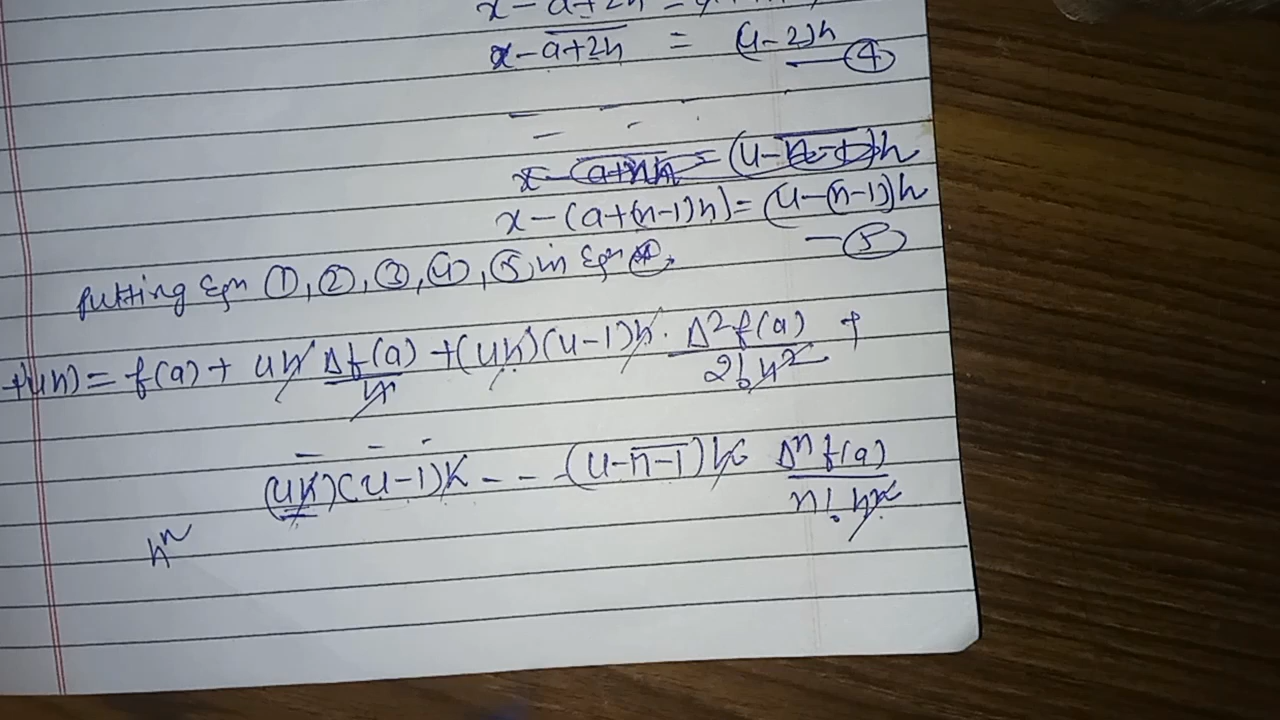 x - a+2h =
x - a+2h = (u-2)h — ④
x - (a+(n-1)h) = (u-(n-1))h — ⑤
putting Eqn ①, ②, ③, ④, ⑤ in Eqn
f(a) + uh Δf(a)/h + (uh)(u-1)h · Δ²f(a)/2! h² +
(uh)(u-1)h - - - (u-n-1)h Δⁿf(a)/n! hⁿ
hⁿ